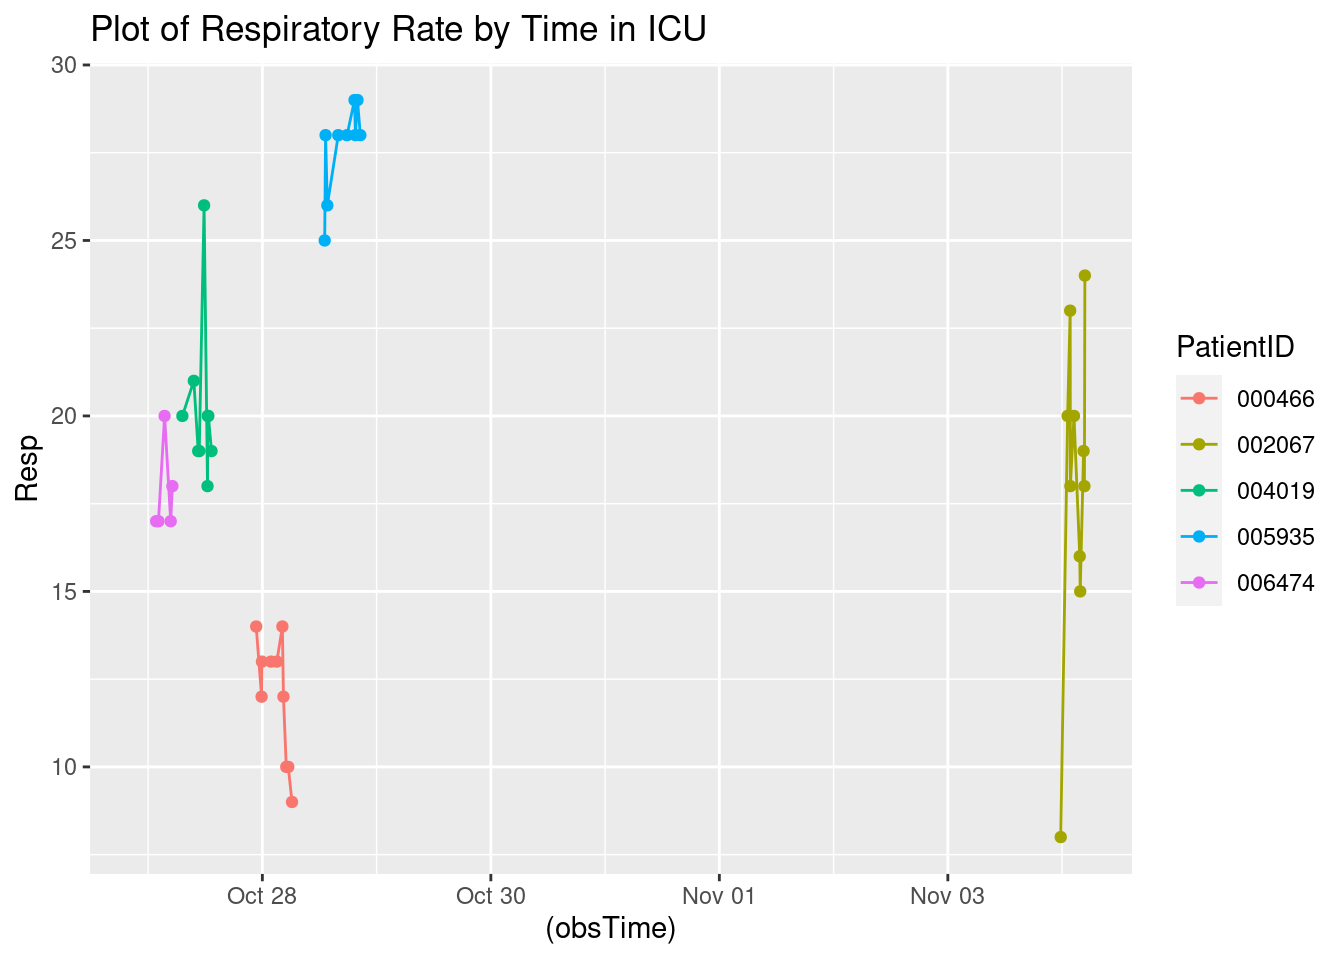 Plot of Respiratory Rate by Time in ICU
30
25
20
15
10
Resp
Oct 28
Oct 30
Nov 01
Nov 03
(obsTime)
PatientID
000466
002067
004019
005935
006474